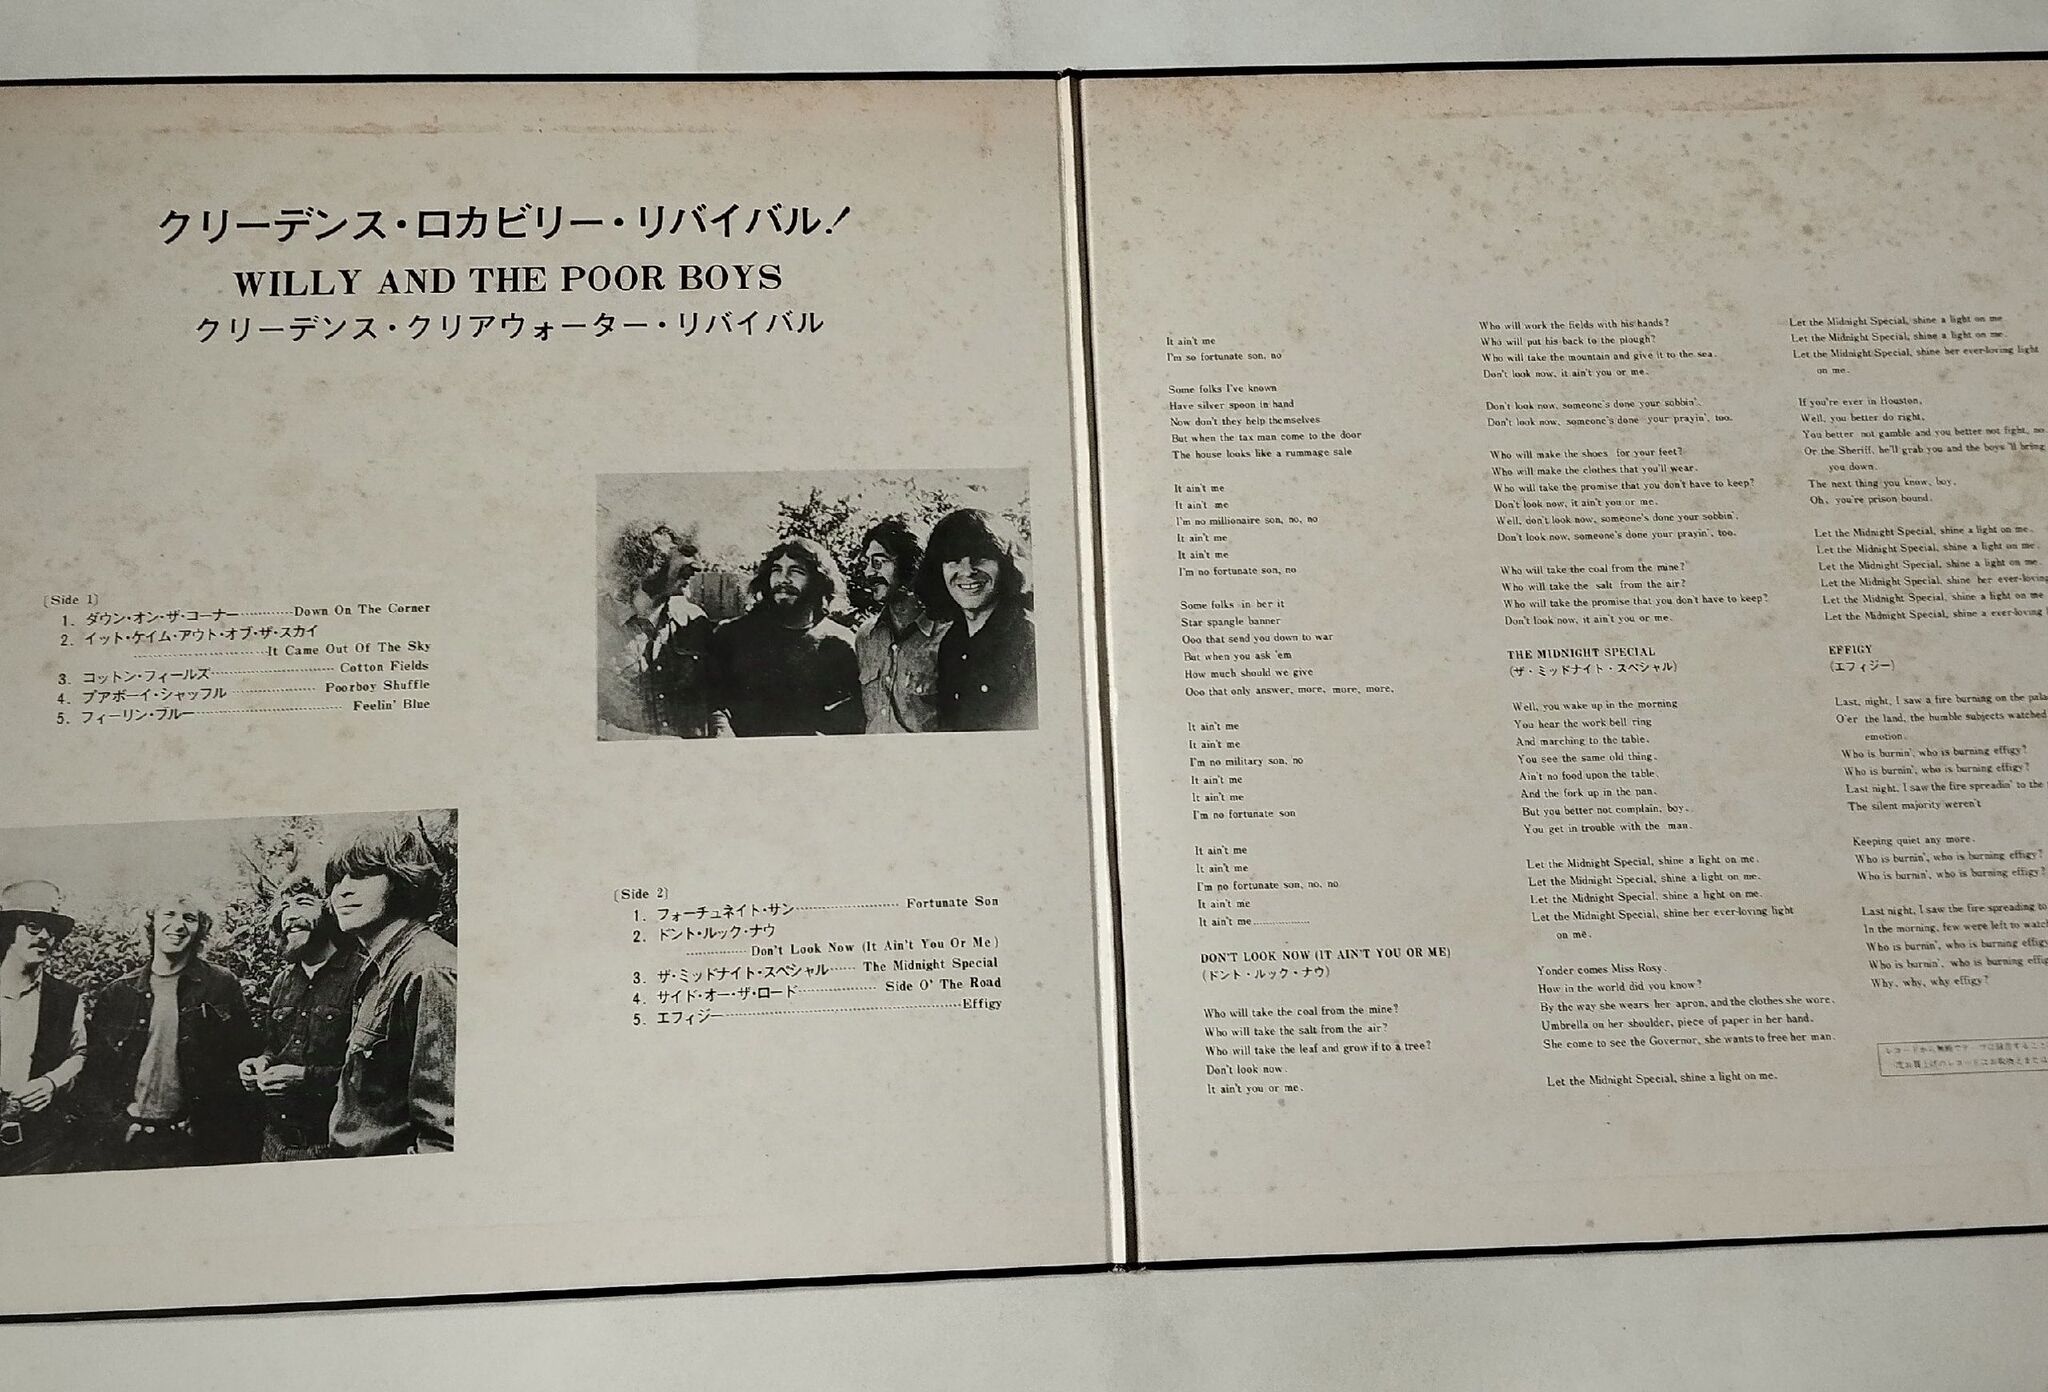 クリーデンス・ロカビリー・リバイバル!
WILLY AND THE POOR BOYS
クリーデンス・クリアウォーター・リバイバル
〔Side 1〕
1. ダウン・オン・ザ・コーナー…………Down On The Corner
2. イット・ケイム・アウト・オブ・ザ・スカイ
…………………………It Came Out Of The Sky
3. コットン・フィールズ………………………… Cotton Fields
4. プアボーイ・シャッフル ………………… Poorboy Shuffle
5. フィーリン・ブルー……………………………… Feelin' Blue
〔Side 2〕
1. フォーチュネイト・サン…………………… Fortunate Son
2. ドント・ルック・ナウ
……………Don't Look Now (It Ain't You Or Me)
3. ザ・ミッドナイト・スペシャル…… The Midnight Special
4. サイド・オー・ザ・ロード……………… Side O' The Road
5. エフィジー………………………………………………Effigy
It ain't me
I'm so fortunate son, no
Some folks I've known
Have silver spoon in hand
Now don't they help themselves
But when the tax man come to the door
The house looks like a rummage sale
It ain't me
It ain't me
I'm no millionaire son, no, no
It ain't me
It ain't me
I'm no fortunate son, no
Some folks in her it
Star spangle banner
Ooo that send you down to war
But when you ask 'em
How much should we give
Ooo that only answer, more, more, more,
It ain't me
It ain't me
I'm no military son, no
It ain't me
It ain't me
I'm no fortunate son
It ain't me
It ain't me
I'm no fortunate son, no, no
It ain't me
It ain't me..................
DON'T LOOK NOW (IT AIN'T YOU OR ME)
(ドント・ルック・ナウ)
Who will take the coal from the mine?
Who will take the salt from the air?
Who will take the leaf and grow if to a tree?
Don't look now.
It ain't you or me.
Who will work the fields with his hands?
Who will put his back to the plough?
Who will take the mountain and give it to the sea.
Don't look now, it ain't you or me.
Don't look now, someone's done your sobbin'.
Don't look now, someone's done your prayin', too.
Who will make the shoes for your feet?
Who will make the clothes that you'll wear.
Who will take the promise that you don't have to keep?
Don't look now, it ain't you or me.
Well, don't look now, someone's done your sobbin'.
Don't look now, someone's done your prayin', too.
Who will take the coal from the mine?
Who will take the salt from the air?
Who will take the promise that you don't have to keep?
Don't look now, it ain't you or me.
THE MIDNIGHT SPECIAL
(ザ・ミッドナイト・スペシャル)
Well, you wake up in the morning
You hear the work bell ring
And marching to the table.
You see the same old thing.
Ain't no food upon the table.
And the fork up in the pan.
But you better not complain, boy.
You get in trouble with the man.
Let the Midnight Special, shine a light on me.
Let the Midnight Special, shine a light on me.
Let the Midnight Special, shine a light on me.
Let the Midnight Special, shine her ever-loving light
on me.
Yonder comes Miss Rosy.
How in the world did you know?
By the way she wears her apron, and the clothes she wore.
Umbrella on her shoulder, piece of paper in her hand.
She come to see the Governor, she wants to free her man.
Let the Midnight Special, shine a light on me.
Let the Midnight Special, shine a light on me
Let the Midnight Special, shine a light on me.
Let the Midnight Special, shine her ever-loving light
on me.
If you're ever in Houston,
Well, you better do right,
You better not gamble and you better not fight, no
Or the Sheriff, he'll grab you and the boys 'll bring
you down.
The next thing you know, boy.
Oh, you're prison bound.
Let the Midnight Special, shine a light on me.
Let the Midnight Special, shine a light on me.
Let the Midnight Special, shine a light on me.
Let the Midnight Special, shine her ever-loving
Let the Midnight Special, shine a light on me
Let the Midnight Special, shine a ever-loving
EFFIGY
(エフィジー)
Last, night, I saw a fire burning on the
O'er the land, the humble subjects watched
emotion.
Who is burnin', who is burning effigy?
Who is burnin', who is burning effigy?
Last night, I saw the fire spreadin' to the
The silent majority weren't
Keeping quiet any more.
Who is burnin', who is burning effigy?
Who is burnin', who is burning effigy?
Last night, I saw the fire spreading to
In the morning, few were left to watch
Who is burnin', who is burning effigy
Who is burnin', who is burning
Why, why, why effigy?